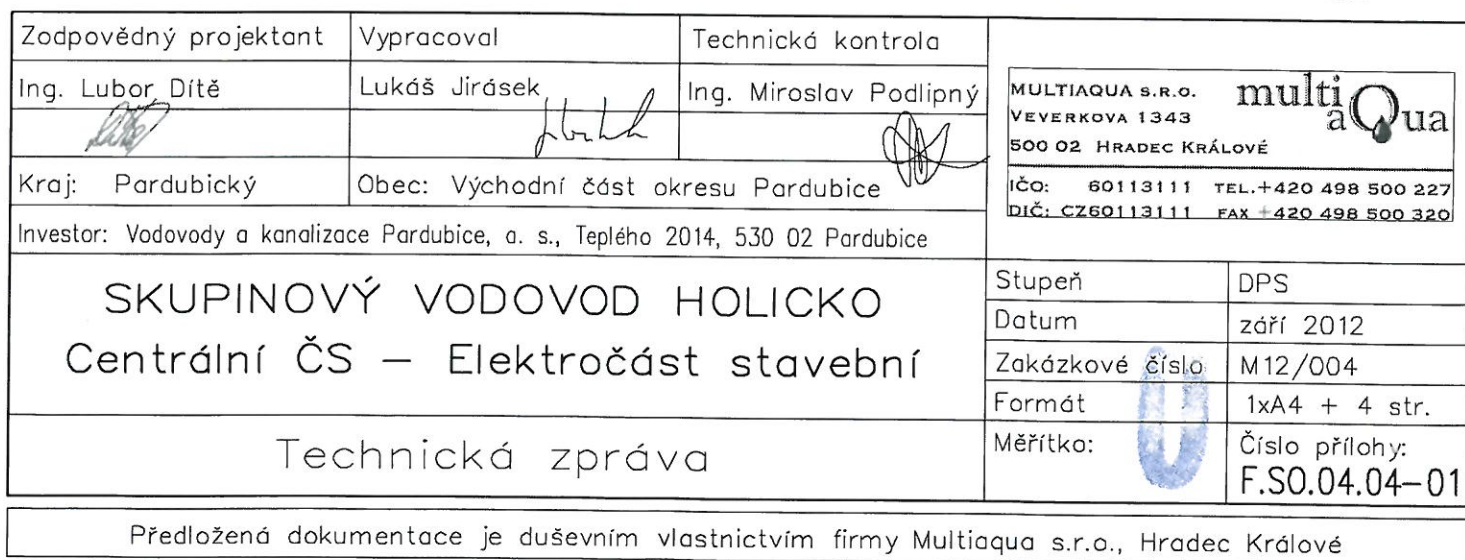 Zodpovědný projektant
Vypracoval
Technická kontrola
Ing. Lubor Dítě
Lukáš Jirásek
Ing. Miroslav Podlipný
Kraj: Pardubický
Obec: Východní část okresu Pardubice
Investor: Vodovody a kanalizace Pardubice, a. s., Teplého 2014, 530 02 Pardubice
MULTIAQUA S.R.O.
VEVERKOVA 1343
500 02 HRADEC KRÁLOVÉ
multi
aQua
IČO: 60113111 TEL.+420 498 500 227
DIČ: CZ60113111 FAX +420 498 500 320
SKUPINOVÝ VODOVOD HOLICKO
Centrální ČS – Elektročást stavební
Technická zpráva
Stupeň DPS
Datum září 2012
Zakázkové číslo M12/004
Formát 1xA4 + 4 str.
Měřítko:
Číslo přílohy:
F.SO.04.04–01
Předložená dokumentace je duševním vlastnictvím firmy Multiaqua s.r.o., Hradec Králové